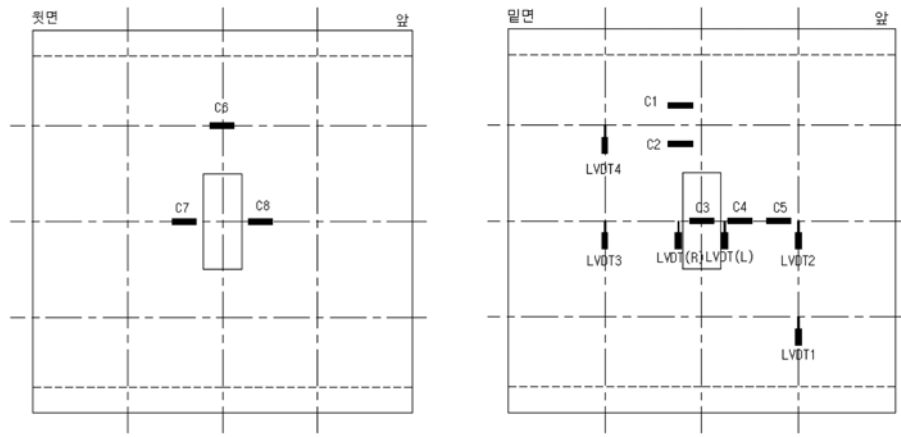 윗면
앞
C6
C7
C8
밑면
앞
C1
C2
LVDT4
C3
C4
C5
LVDT3
LVDT(R)
LVDT(L)
LVDT2
LVDT1